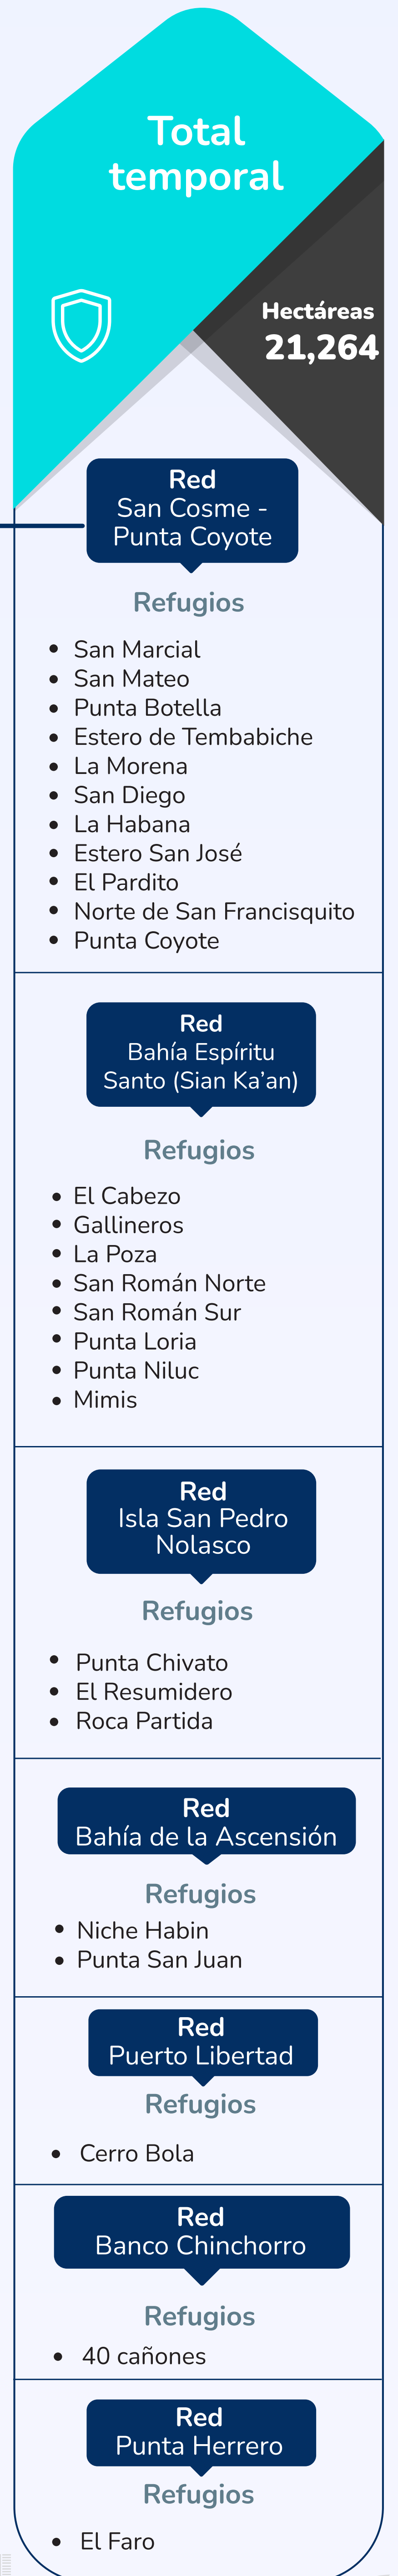 Total
temporal
Hectáreas
21,264
Red
San Cosme -
Punta Coyote
Refugios
• San Marcial
• San Mateo
• Punta Botella
• Estero de Tembabiche
• La Morena
• San Diego
• La Habana
• Estero San José
• El Pardito
• Norte de San Francisquito
• Punta Coyote
Red
Bahía Espíritu
Santo (Sian Ka’an)
Refugios
• El Cabezo
• Gallineros
• La Poza
• San Román Norte
• San Román Sur
• Punta Loria
• Punta Niluc
• Mimis
Red
Isla San Pedro
Nolasco
Refugios
• Punta Chivato
• El Resumidero
• Roca Partida
Red
Bahía de la Ascensión
Refugios
• Niche Habin
• Punta San Juan
Red
Puerto Libertad
Refugios
• Cerro Bola
Red
Banco Chinchorro
Refugios
• 40 cañones
Red
Punta Herrero
Refugios
• El Faro